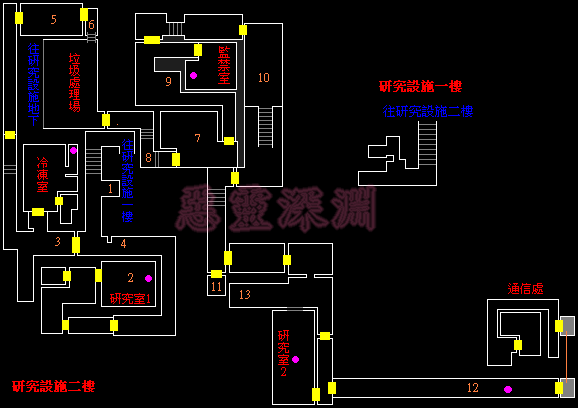 5
6
往研究設施地下
垃圾處理場
監禁室
9
10
研究設施一樓
往研究設施二樓
7
8
往研究設施一樓
冷凍室
1
惡靈深淵
3
4
2
研究室1
11
13
通信處
研究室2
12
研究設施二樓